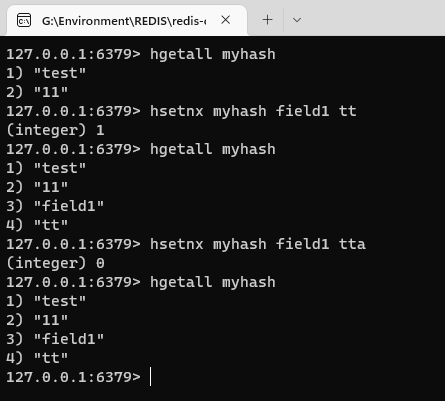 G:\Environment\REDIS\redis-c
127.0.0.1:6379> hgetall myhash
1) "test"
2) "11"
127.0.0.1:6379> hsetnx myhash field1 tt
(integer) 1
127.0.0.1:6379> hgetall myhash
1) "test"
2) "11"
3) "field1"
4) "tt"
127.0.0.1:6379> hsetnx myhash field1 tta
(integer) 0
127.0.0.1:6379> hgetall myhash
1) "test"
2) "11"
3) "field1"
4) "tt"
127.0.0.1:6379>